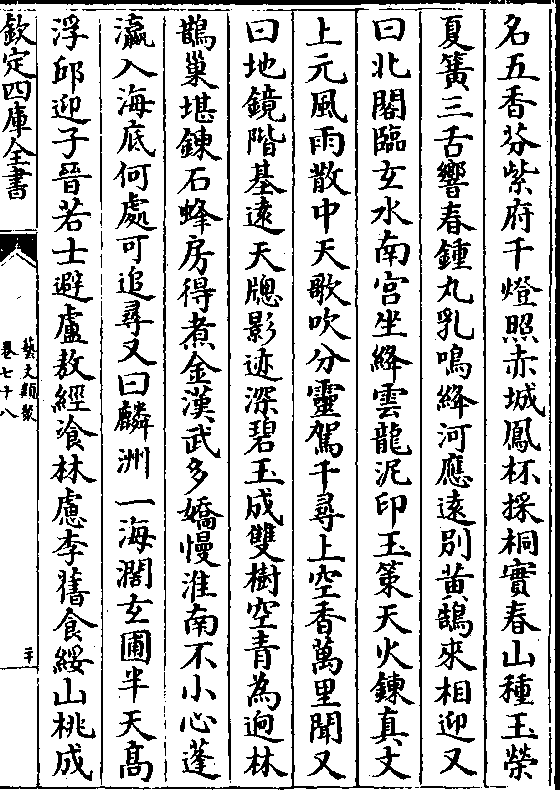 名五香芬紫府千燈照赤城鳳杯採桐實春山種玉榮
夏簧三舌響春鍾九乳鳴絳河應遠別黄鵠來相迎又
曰北閣臨玄水南宫坐絳雲龍泥印玉策天火鍊真文
上元風雨散中天歌吹分靈駕千尋上空香萬里聞又
曰地鏡階基逺天牎影迹深碧玉成雙樹空青為逈林
鵲巢堪鍊石蜂房得煮金漢武多嬌慢淮南不小心蓬
瀛入海底何處可追尋又曰麟洲一海濶玄圃半天髙
浮邱迎子晉若士避盧敖經飡林慮李舊食綏山桃成
欽定四庫全書
藝文類聚
卷七十八
二十